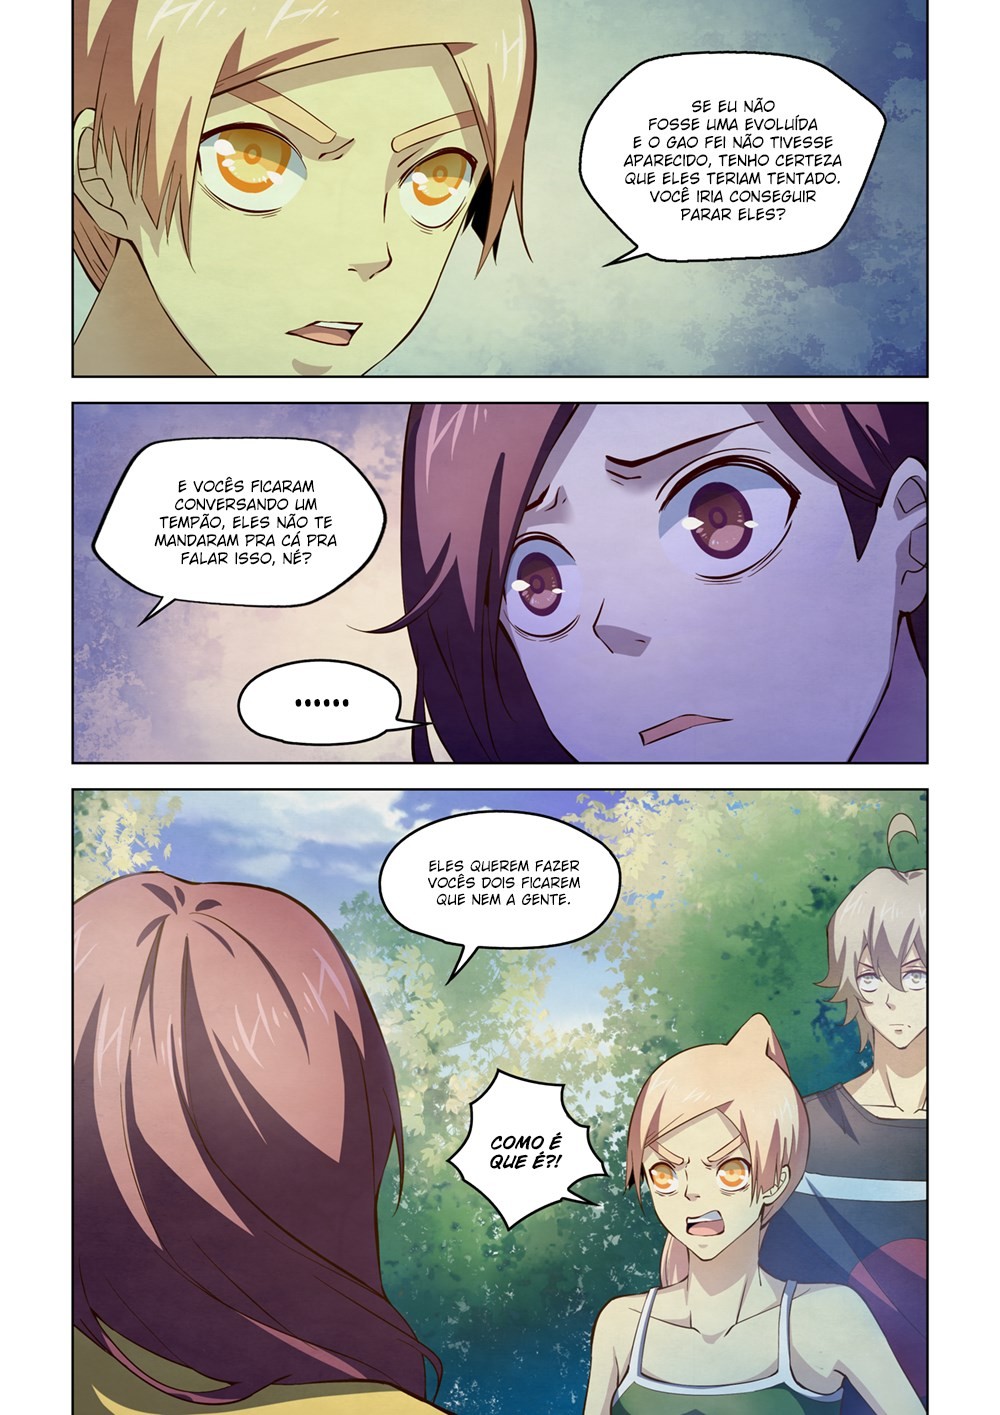 SE EU NÃO
FOSSE UMA EVOLUÍDA
E O GAO FEI NÃO TIVESSE
APARECIDO, TENHO CERTEZA
QUE ELES TERIAM TENTADO.
VOCÊ IRIA CONSEGUIR
PARAR ELES?
E VOCÊS FICARAM
CONVERSANDO UM
TEMPÃO, ELES NÃO TE
MANDARAM PRA CÁ PRA
FALAR ISSO, NÉ?
......
ELES QUEREM FAZER
VOCÊS DOIS FICAREM
QUE NEM A GENTE.
COMO É
QUE É?!